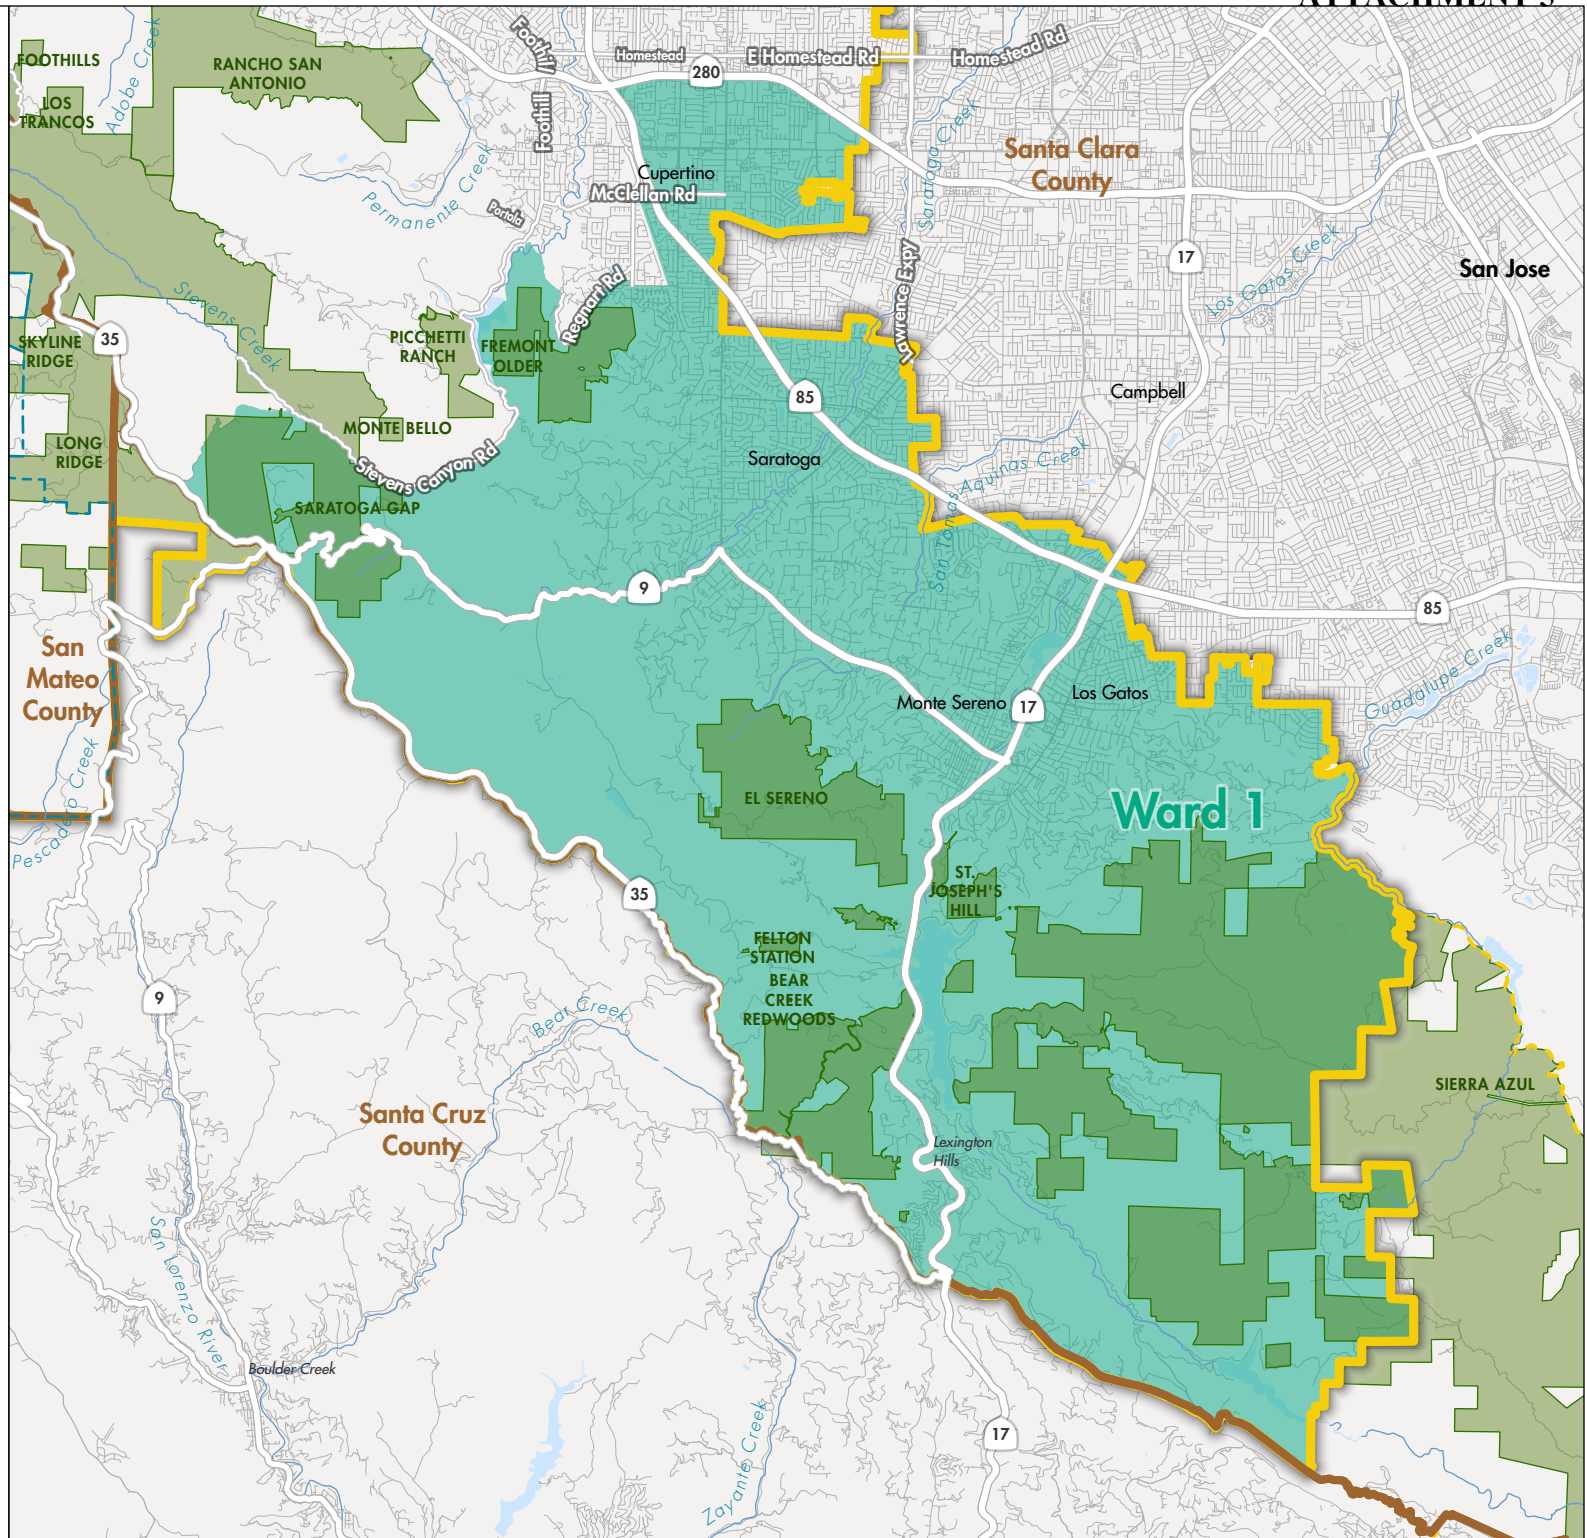 FOOTHILLS
LOS
TRANCOS
Adobe Creek
RANCHO SAN
ANTONIO
Foothill
Foothill
Homestead
E Homestead Rd
Homestead Rd
280
Permanente Creek
Portola
Cupertino
McClellan Rd
Saratoga Creek
Santa Clara
County
Lawrence Expy
17
Los Gatos Creek
San Jose
Stevens Creek
Regnart Rd
SKYLINE
RIDGE
35
PICCHETTI
RANCH
FREMONT
OLDER
85
Campbell
LONG
RIDGE
MONTE BELLO
Stevens Canyon Rd
Saratoga
San Tomas Aquinas Creek
SARATOGA GAP
9
85
San
Mateo
County
Guadalupe Creek
Monte Sereno
17
Los Gatos
Pescadero Creek
EL SERENO
Ward 1
35
ST.
JOSEPH'S
HILL
FELTON
STATION
BEAR
CREEK
REDWOODS
9
Bear Creek
SIERRA AZUL
Santa Cruz
County
Lexington
Hills
San Lorenzo River
Boulder Creek
Zayante Creek
17